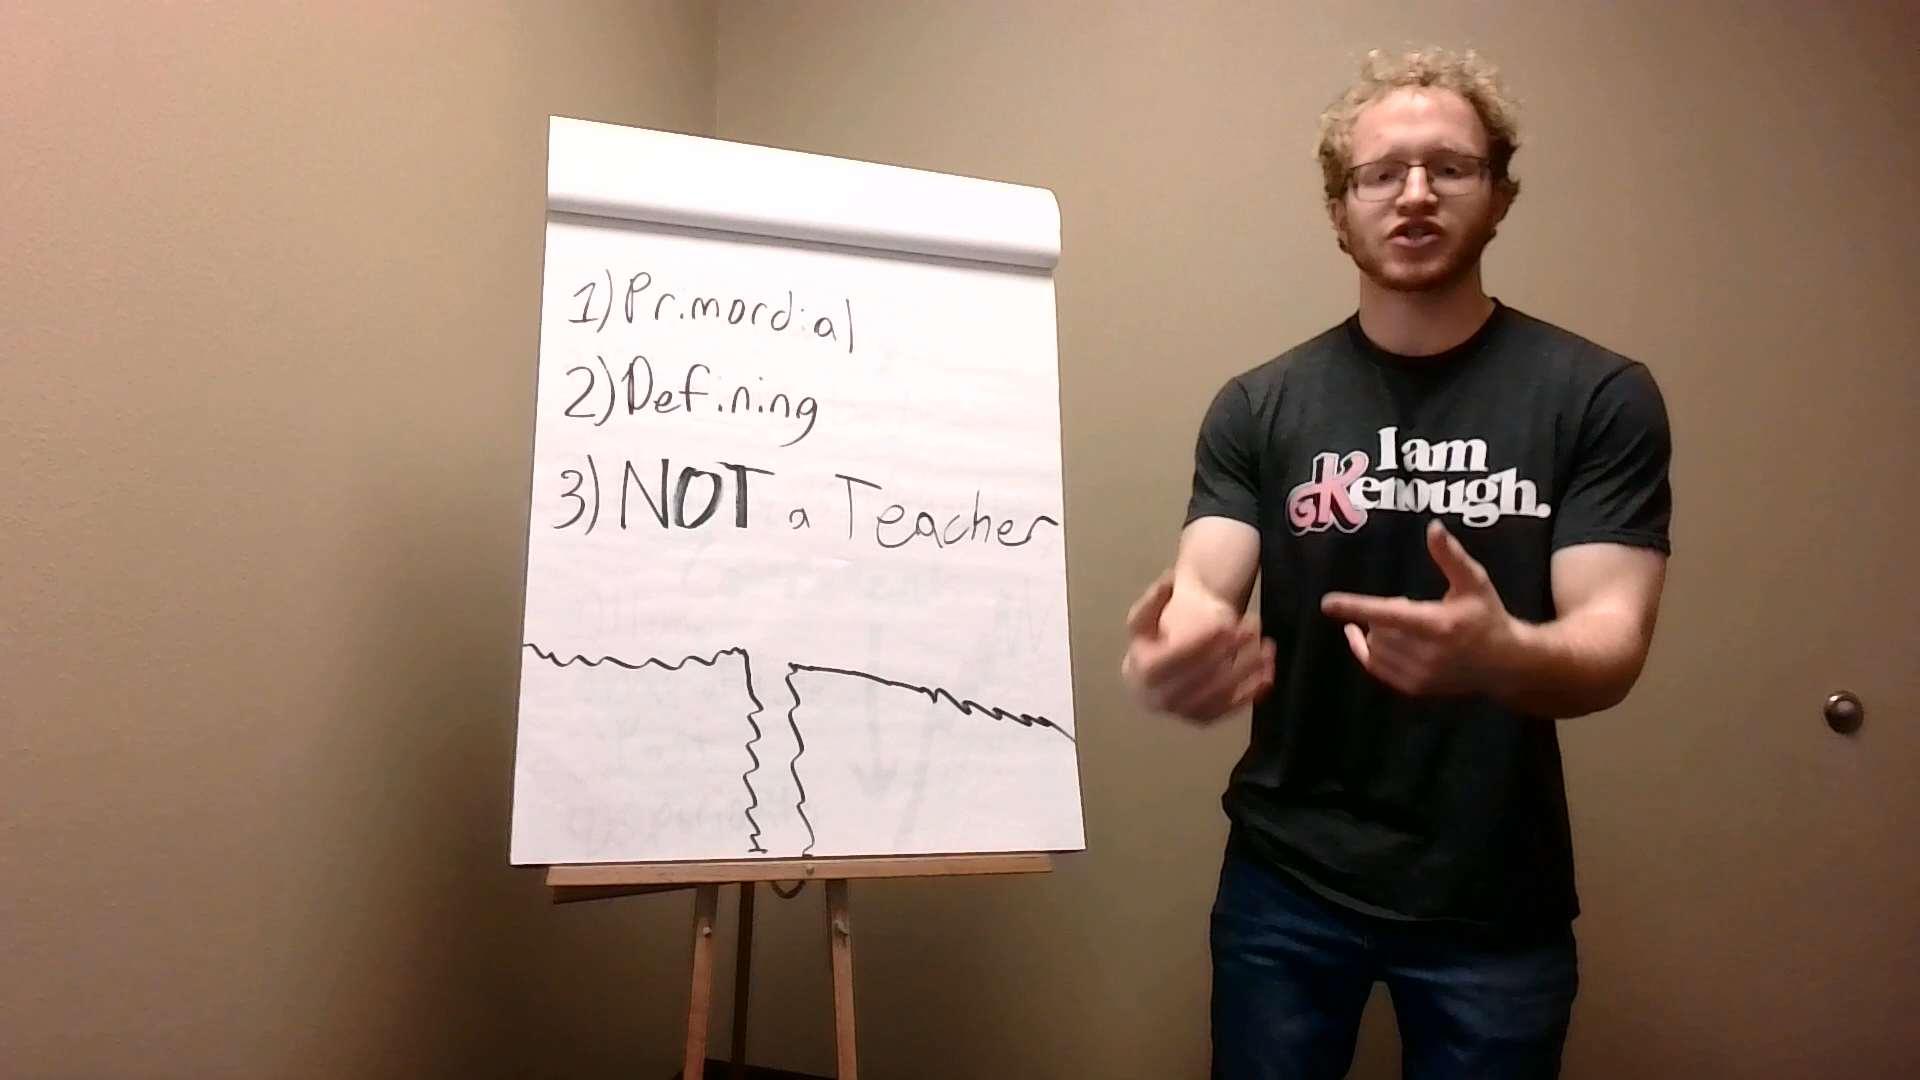 1) Primordial
2) Defining
3) NOT a Teacher
I am
Kenough.